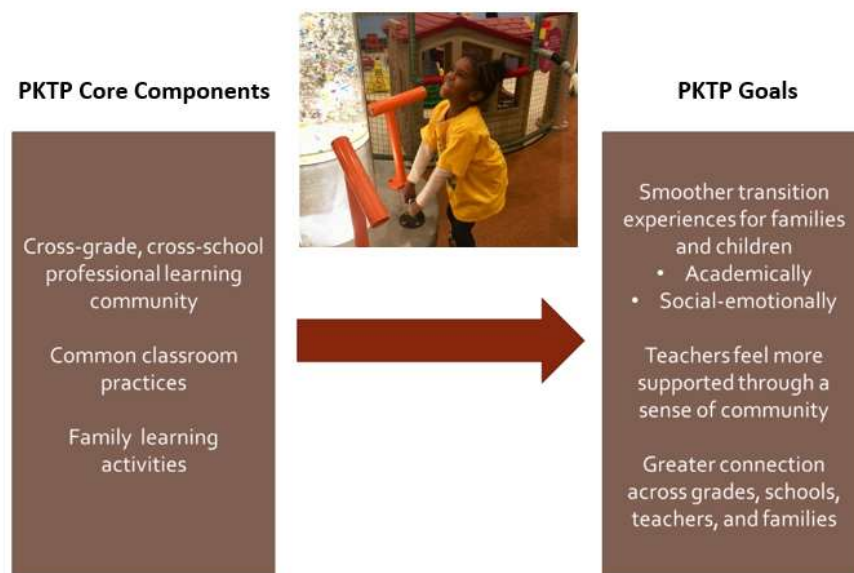 PKTP Core Components
Cross-grade, cross-school
professional learning
community
Common classroom
practices
Family learning
activities
PKTP Goals
Smoother transition
experiences for families
and children
• Academically
• Social-emotionally
Teachers feel more
supported through a
sense of community
Greater connection
across grades, schools,
teachers, and families